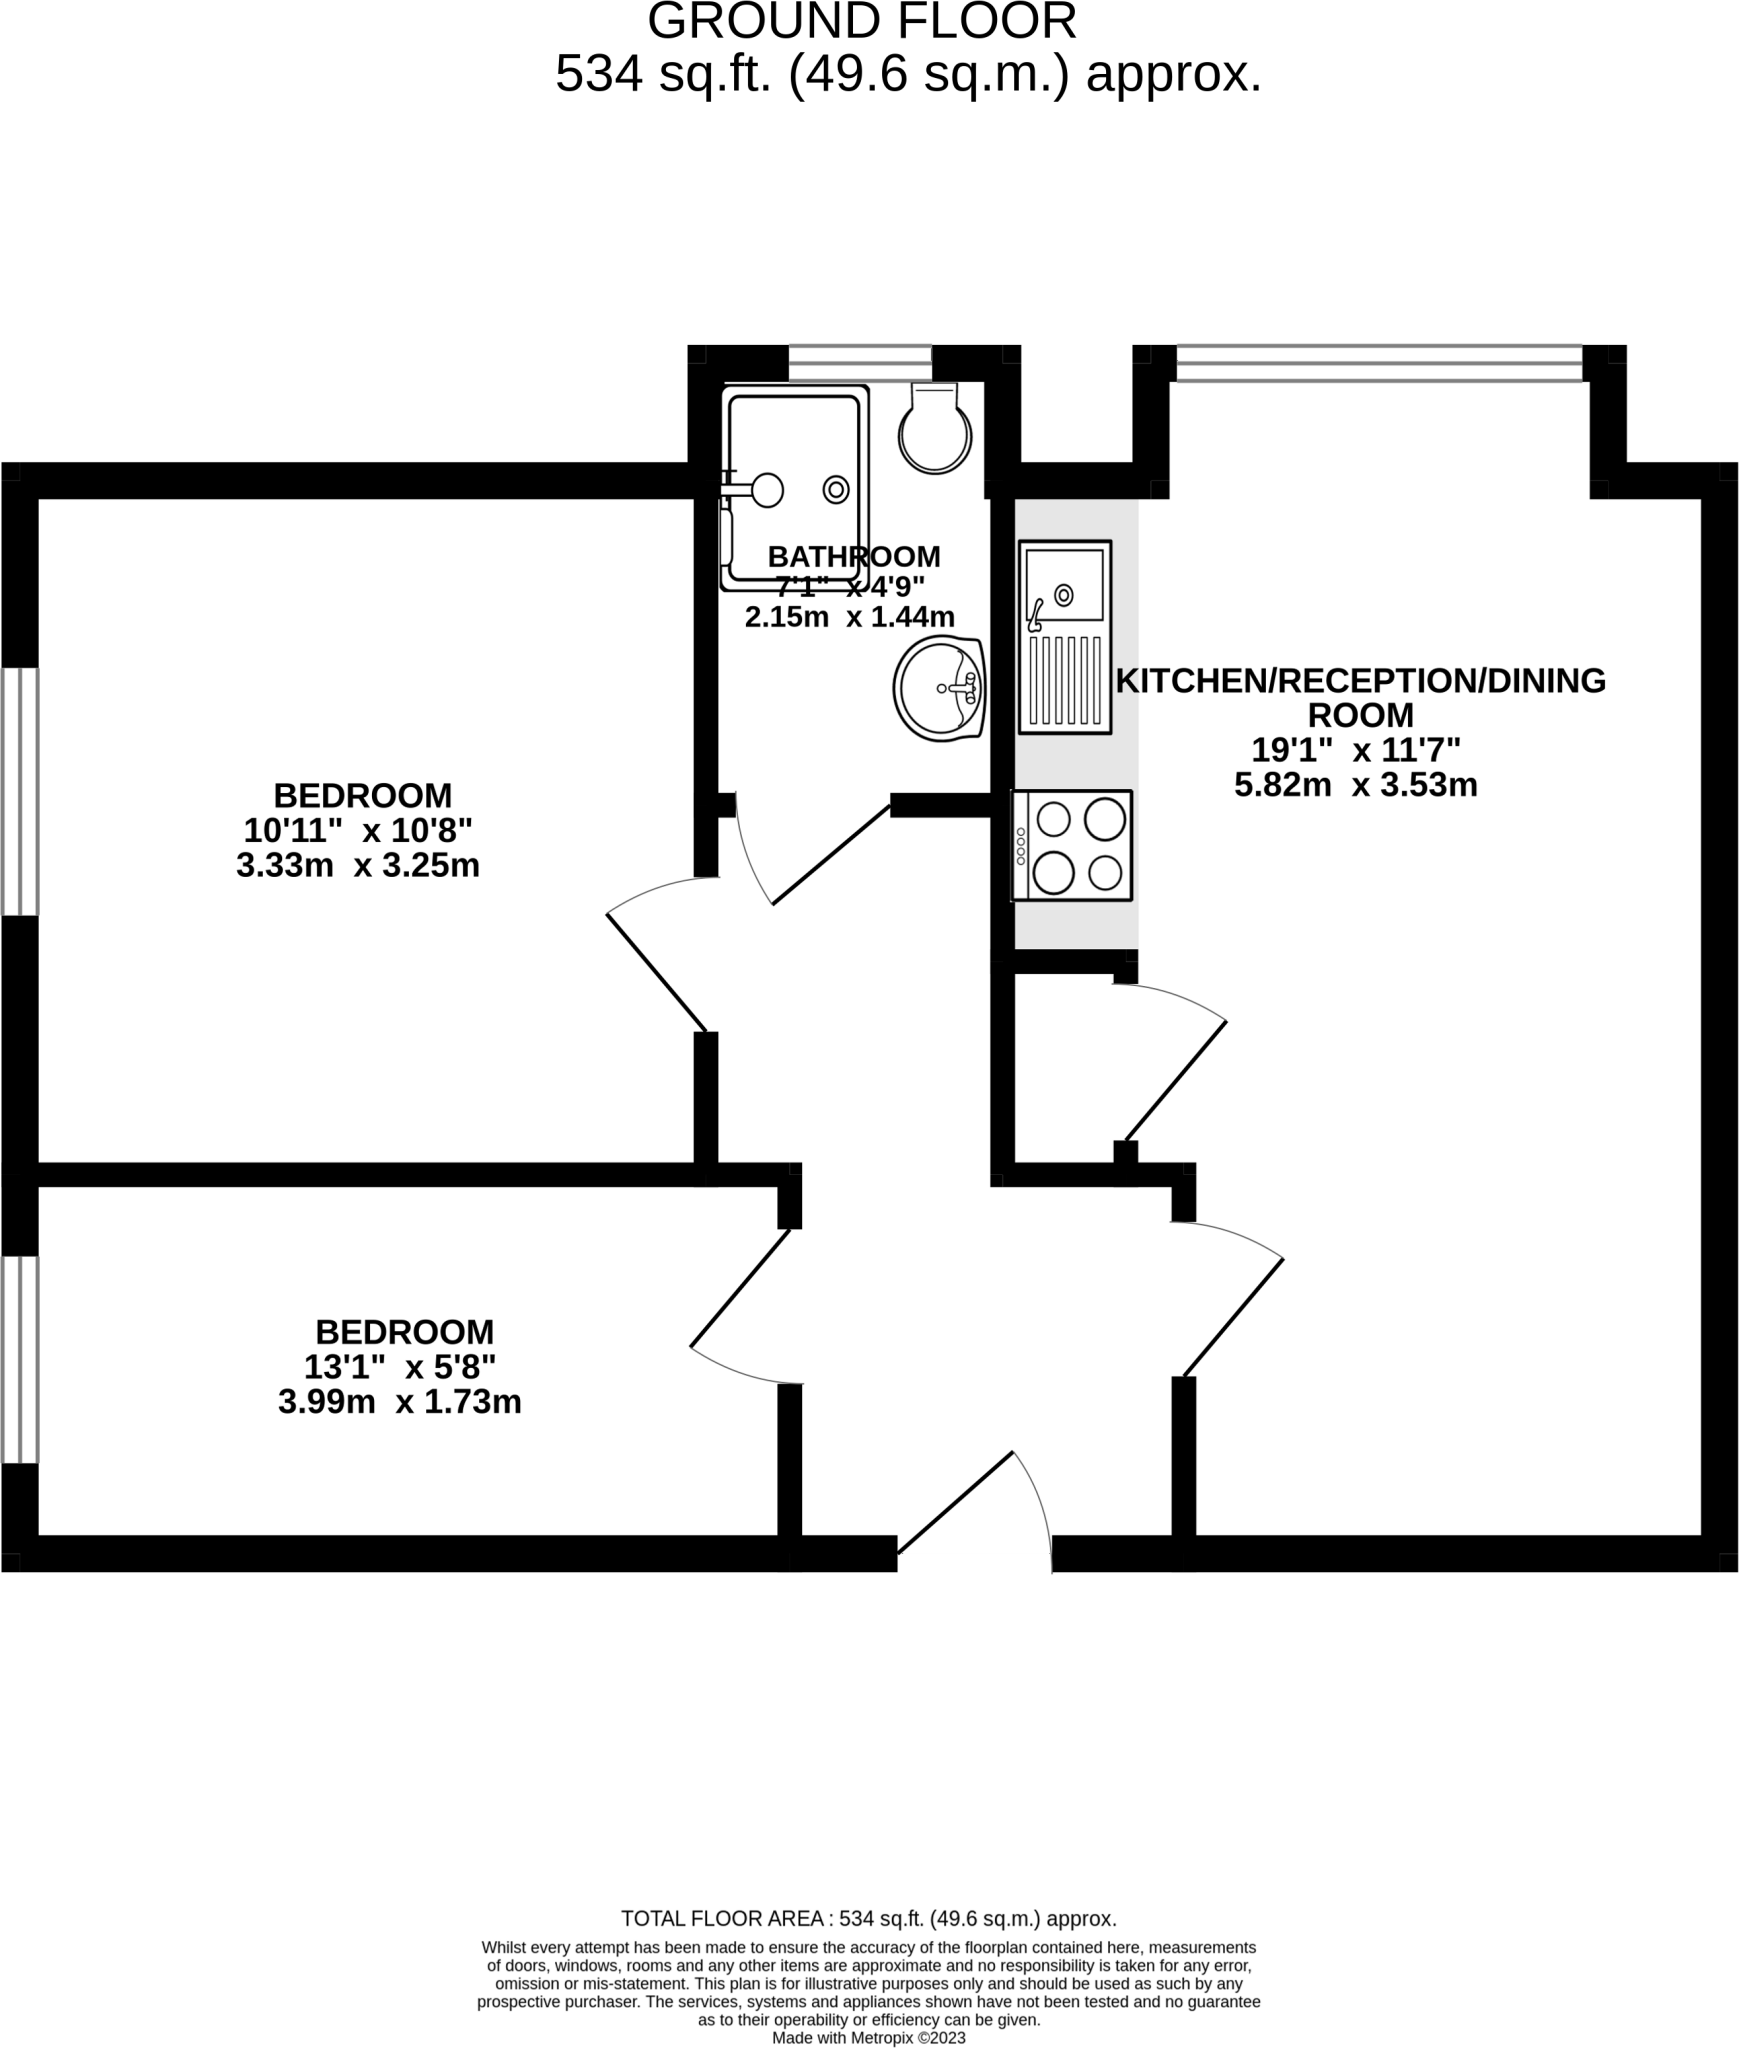 GROUND FLOOR
534 sq.ft. (49.6 sq.m.) approx.
BATHROOM
7'1" x 4'9"
2.15m x 1.44m
KITCHEN/RECEPTION/DINING
ROOM
19'1" x 11'7"
5.82m x 3.53m
BEDROOM
10'11" x 10'8"
3.33m x 3.25m
BEDROOM
13'1" x 5'8"
3.99m x 1.73m
TOTAL FLOOR AREA : 534 sq.ft. (49.6 sq.m.) approx.
Whilst every attempt has been made to ensure the accuracy of the floorplan contained here, measurements
of doors, windows, rooms and any other items are approximate and no responsibility is taken for any error,
omission or mis-statement. This plan is for illustrative purposes only and should be used as such by any
prospective purchaser. The services, systems and appliances shown have not been tested and no guarantee
as to their operability or efficiency can be given.
Made with Metropix ©2023